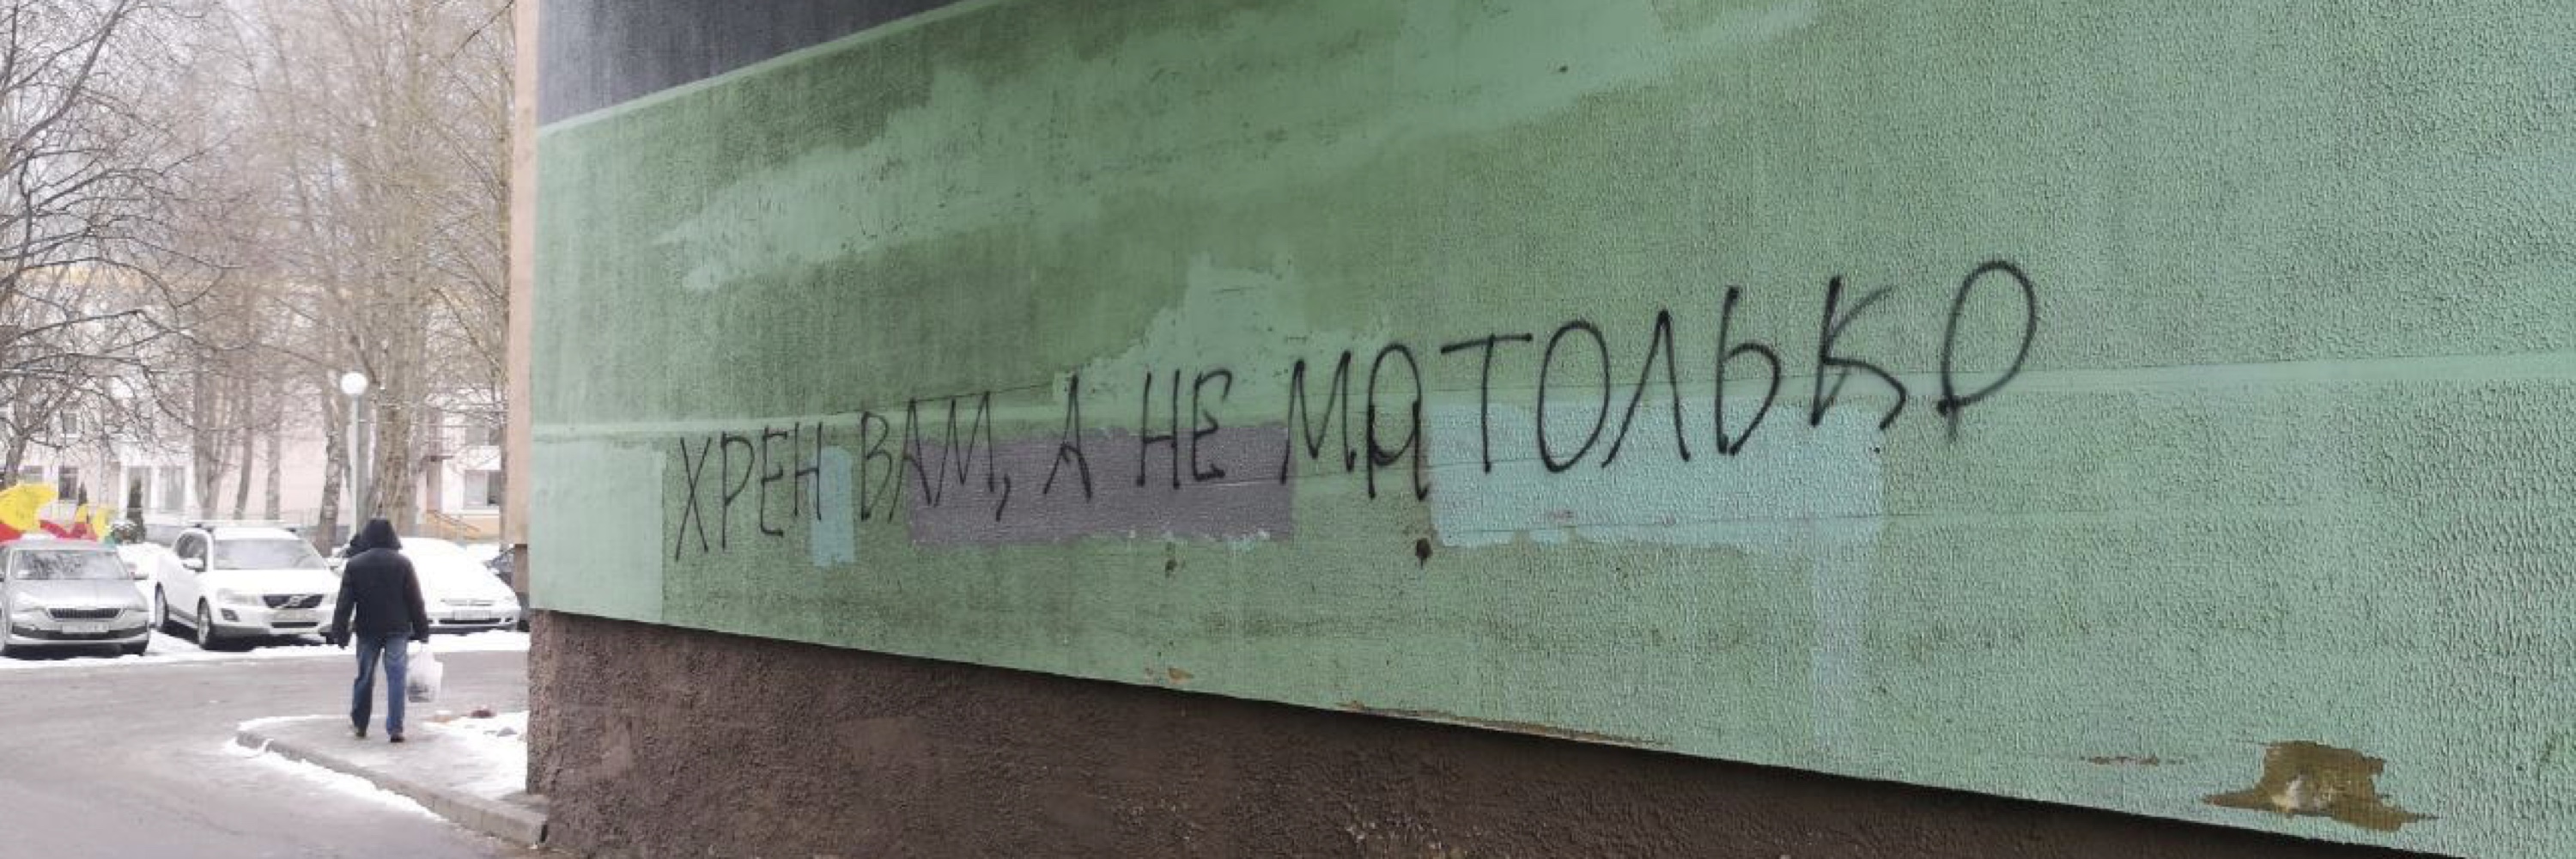 ХРЕН ВАМ, А НЕ МАТОЛЬКО